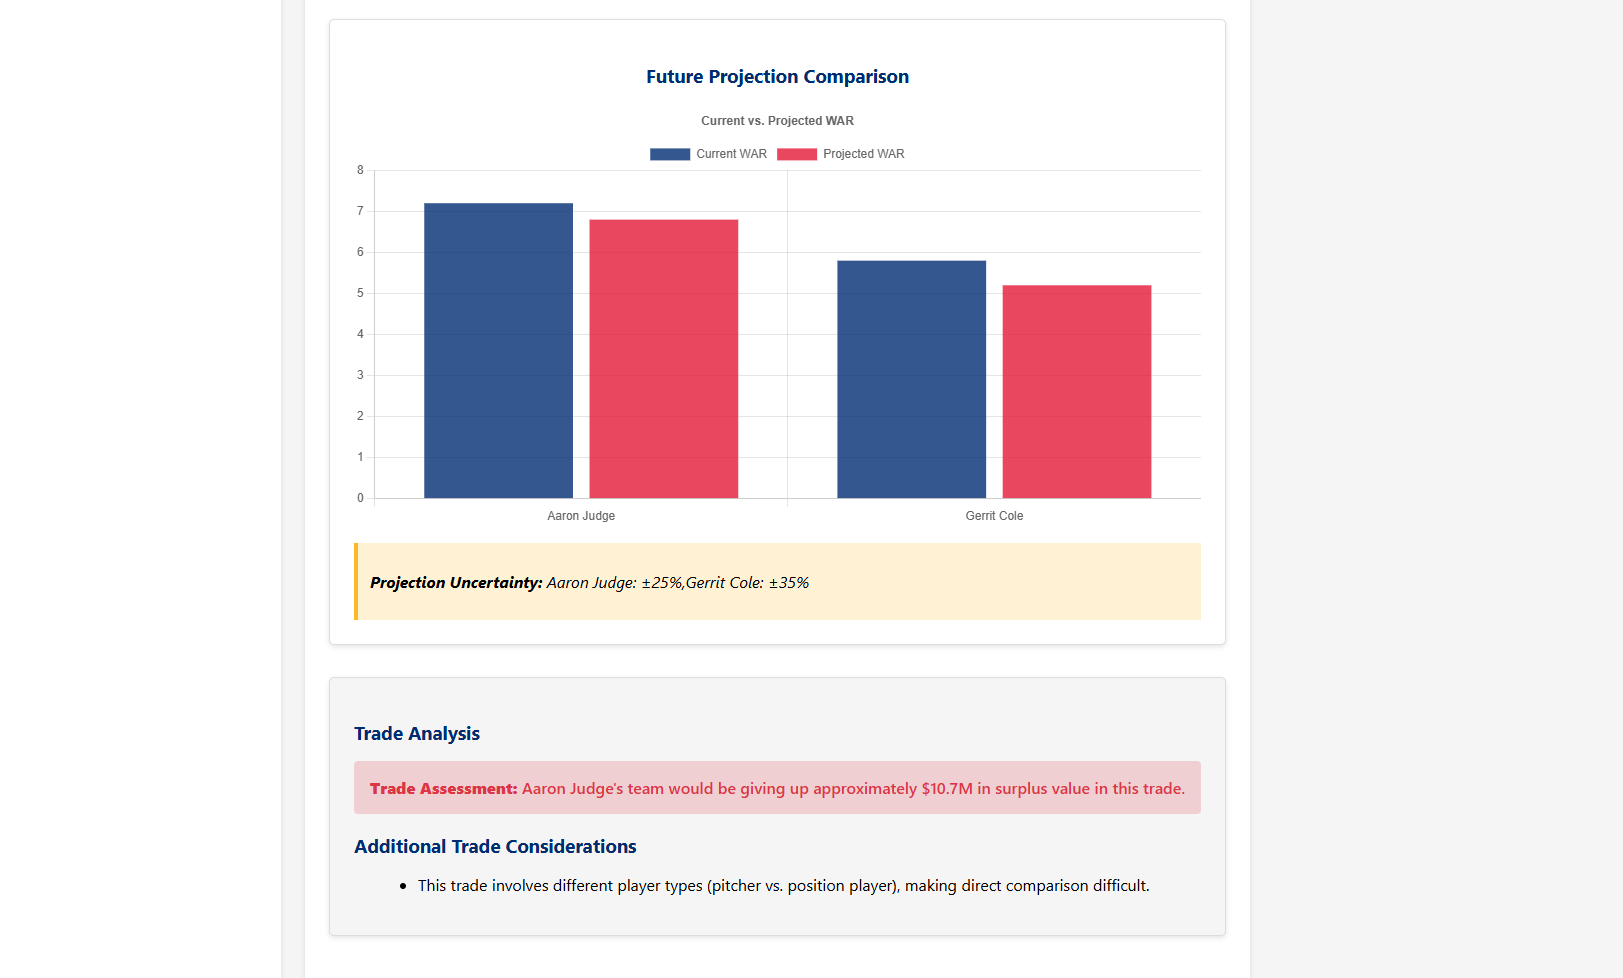 Future Projection Comparison
Current vs. Projected WAR
Current WAR Projected WAR
8
7
6
5
4
3
2
1
0
Aaron Judge Gerrit Cole
Projection Uncertainty: Aaron Judge: ±25%,Gerrit Cole: ±35%
Trade Analysis
Trade Assessment: Aaron Judge's team would be giving up approximately $10.7M in surplus value in this trade.
Additional Trade Considerations
• This trade involves different player types (pitcher vs. position player), making direct comparison difficult.